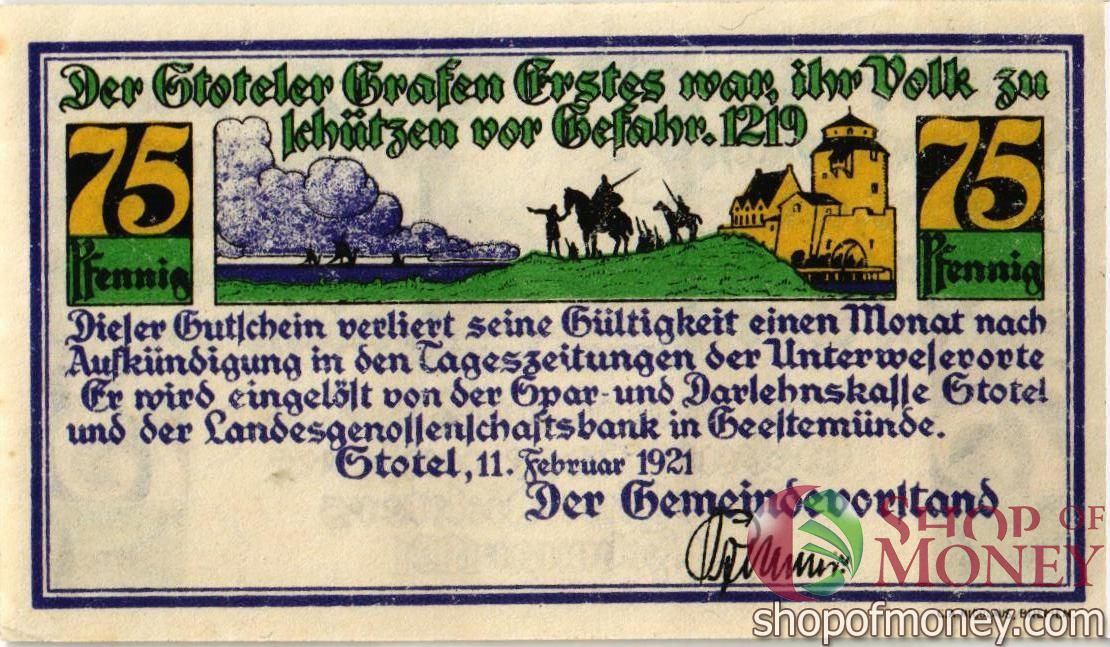 Der Stoteler Grafen Erstes war, ihr Volk zu
schützen vor Gefahr. 1219
75
Pfennig
75
Pfennig
Dieser Gutschein verliert seine Gültigkeit einen Monat nach
Aufkündigung in den Tageszeitungen der Unterweserorte
Er wird eingelöst von der Spar- und Darlehnskasse Stotel
und der Landesgenossenschaftsbank in Geestemünde.
Stotel, 11. Februar 1921
Der Gemeindevorstand
SHOP OF
MONEY
shopofmoney.com